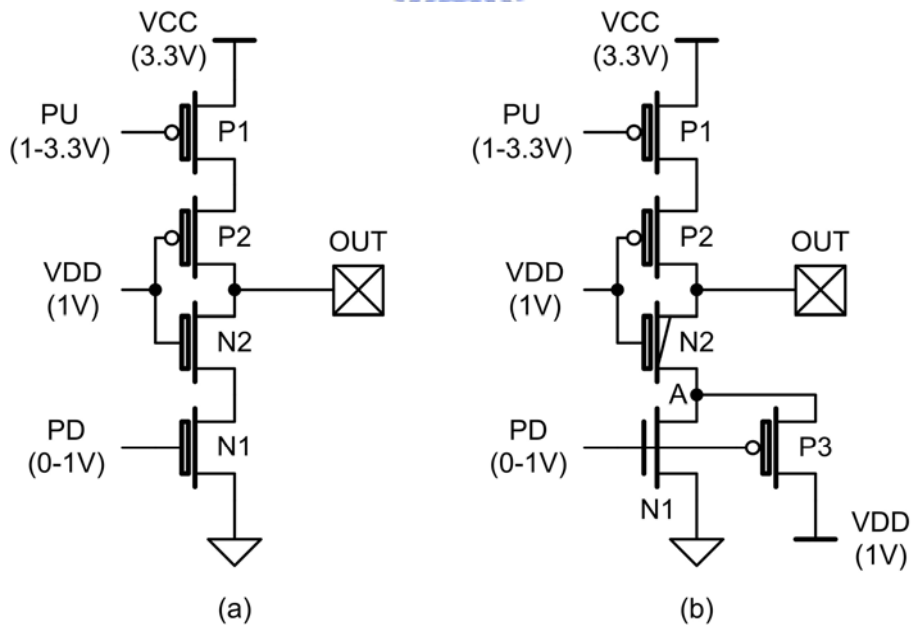 VCC
(3.3V)
PU
(1-3.3V)
P1
P2
OUT
VDD
(1V)
N2
PD
(0-1V)
N1
(a)
VCC
(3.3V)
PU
(1-3.3V)
P1
P2
OUT
VDD
(1V)
N2
A
PD
(0-1V)
P3
N1
VDD
(1V)
(b)